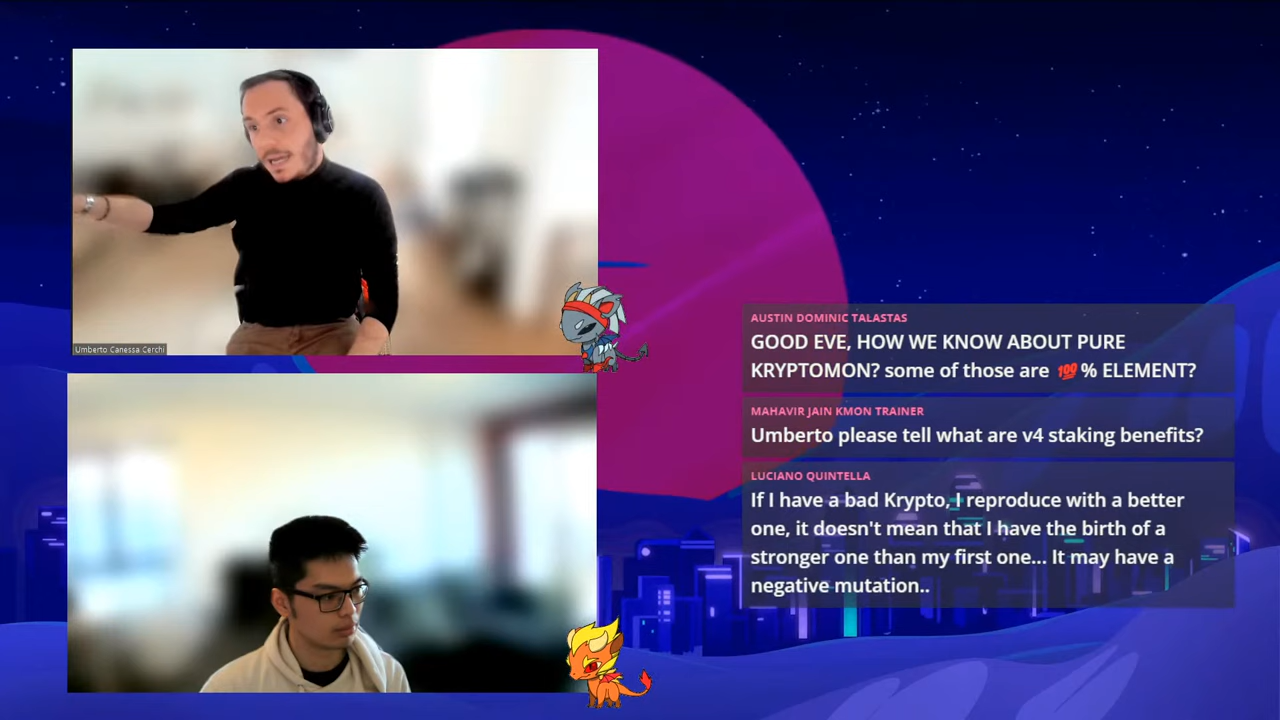 Umberto Canessa Cerchi
AUSTIN DOMINIC TALASTAS
GOOD EVE, HOW WE KNOW ABOUT PURE
KRYPTOMON? some of those are 💯% ELEMENT?
MAHAVIR JAIN KMON TRAINER
Umberto please tell what are v4 staking benefits?
LUCIANO QUINTELLA
If I have a bad Krypto, I reproduce with a better
one, it doesn't mean that I have the birth of a
stronger one than my first one... It may have a
negative mutation..